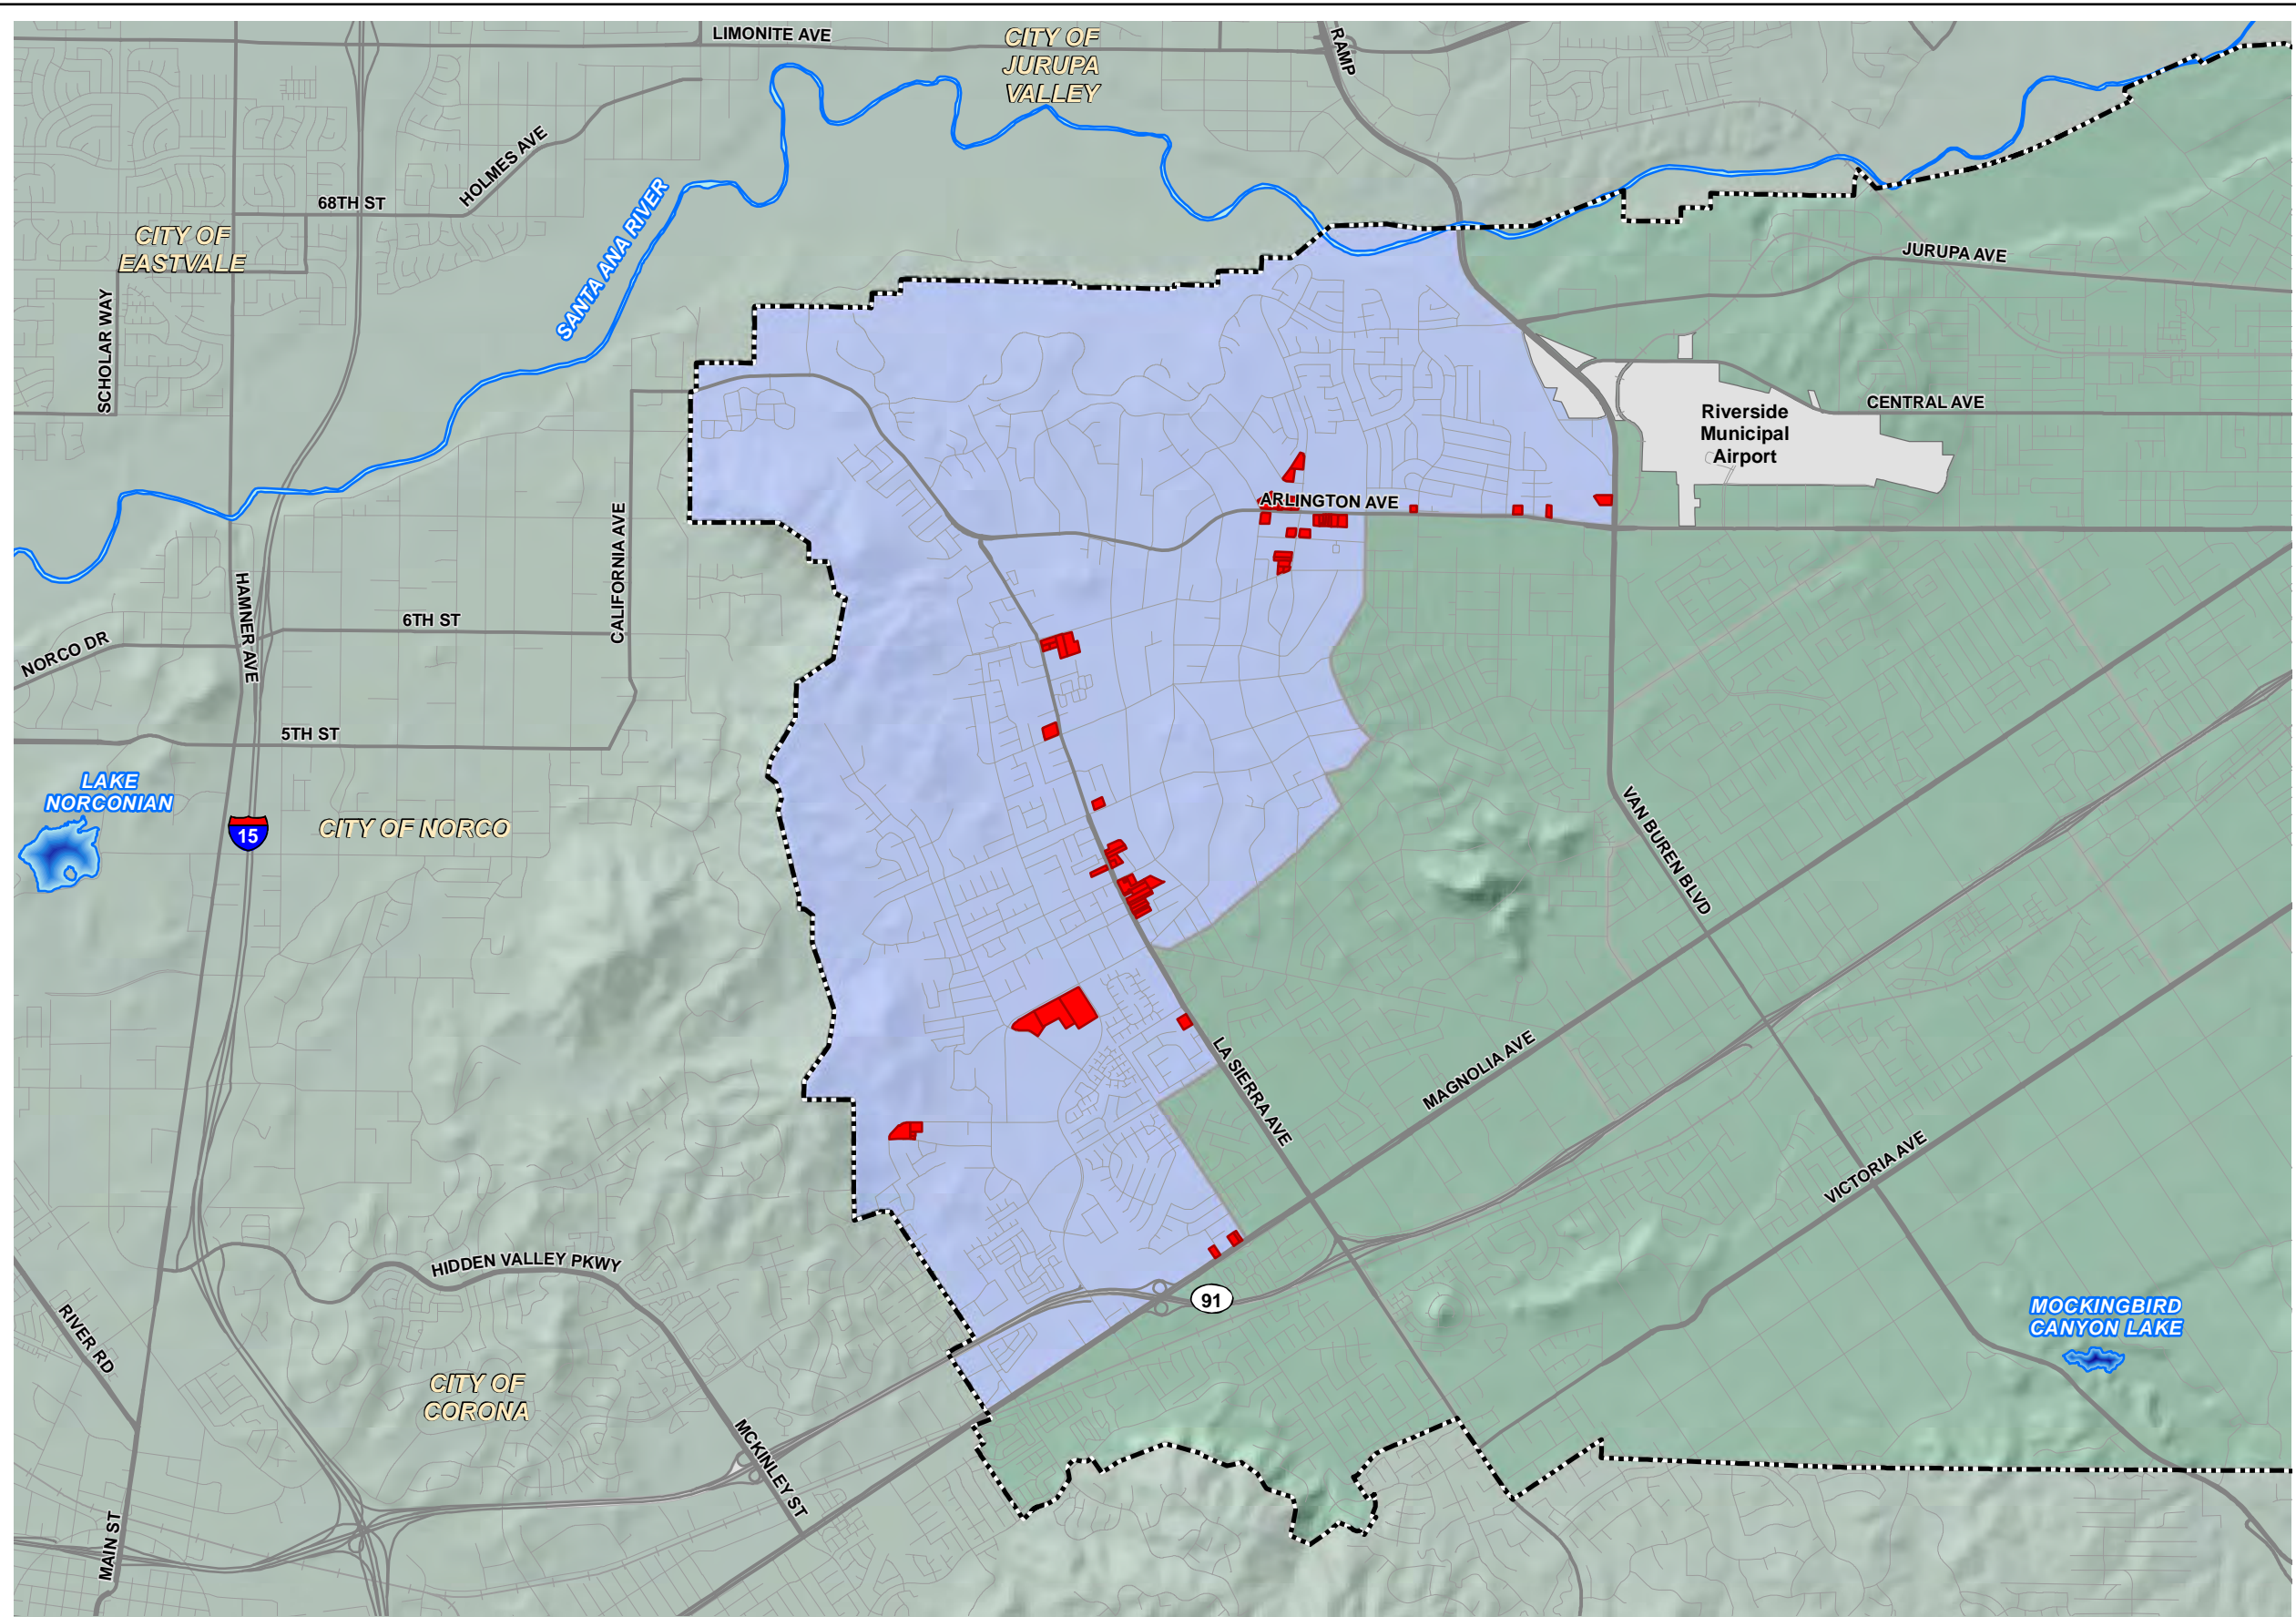 LIMONITE AVE
CITY OF
JURUPA
VALLEY
RAMP
HOLMES AVE
68TH ST
SANTA ANA RIVER
CITY OF
EASTVALE
JURUPA AVE
SCHOLAR WAY
CENTRAL AVE
Riverside
Municipal
Airport
ARLINGTON AVE
CALIFORNIA AVE
HAMNER AVE
6TH ST
NORCO DR
5TH ST
LAKE
NORCONIAN
15
CITY OF NORCO
VAN BUREN BLVD
LA SIERRA AVE
MAGNOLIA AVE
VICTORIA AVE
HIDDEN VALLEY PKWY
91
RIVER RD
MOCKINGBIRD
CANYON LAKE
CITY OF
CORONA
MCKINLEY ST
MAIN ST